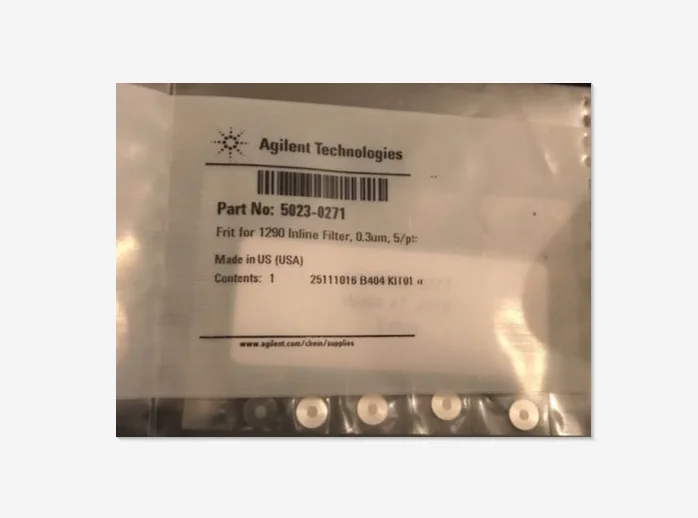 Agilent Technologies
Part No: 5023-0271
Frit for 1290 Inline Filter, 0.3um, 5/pk
Made in US (USA)
Contents: 1 25111016 B404 KIT01
www.agilent.com/chem/supplies